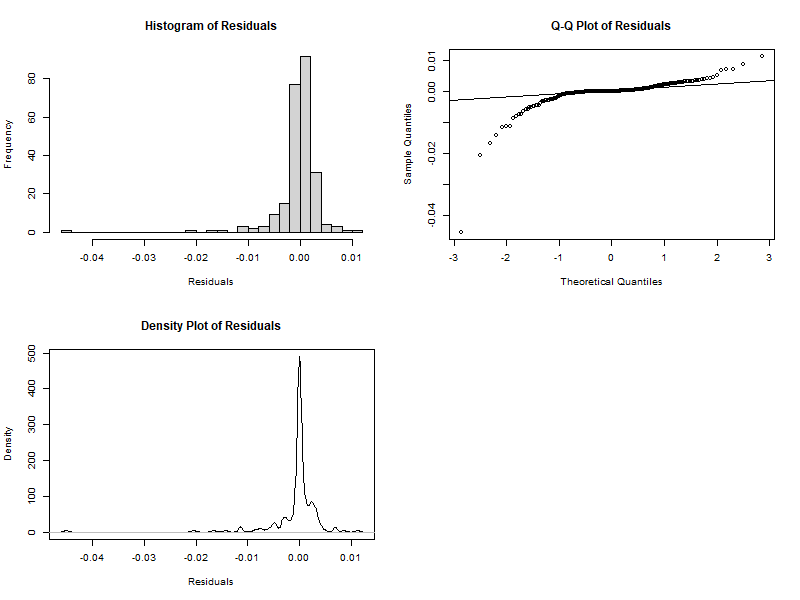 Histogram of Residuals
Frequency
80
60
40
20
0
-0.04 -0.03 -0.02 -0.01 0.00 0.01
Residuals
Q-Q Plot of Residuals
Sample Quantiles
0.01
0.00
-0.02
-0.04
-3 -2 -1 0 1 2 3
Theoretical Quantiles
Density Plot of Residuals
Density
500
400
300
200
100
0
-0.04 -0.03 -0.02 -0.01 0.00 0.01
Residuals